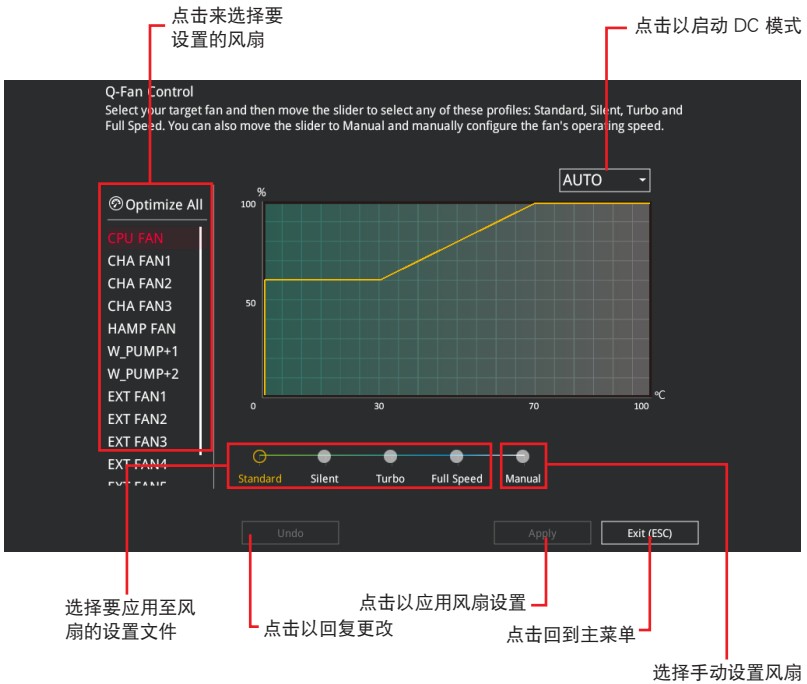 点击来选择要
设置的风扇
点击以启动 DC 模式
Q-Fan Control
Select your target fan and then move the slider to select any of these profiles: Standard, Silent, Turbo and
Full Speed. You can also move the slider to Manual and manually configure the fan's operating speed.
AUTO
Optimize All
CPU FAN
CHA FAN1
CHA FAN2
CHA FAN3
HAMP FAN
W_PUMP+1
W_PUMP+2
EXT FAN1
EXT FAN2
EXT FAN3
EXT FAN4
%
100
50
0
30
70
100
°C
Standard
Silent
Turbo
Full Speed
Manual
Undo
Apply
Exit (ESC)
选择要应用至风
扇的设置文件
点击以回复更改
点击以应用风扇设置
点击回到主菜单
选择手动设置风扇